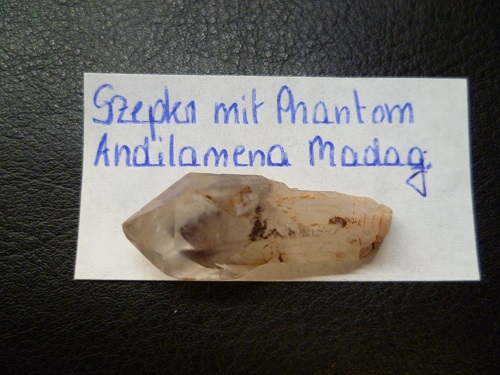 Szepter mit Phantom
Andilamena Madag.